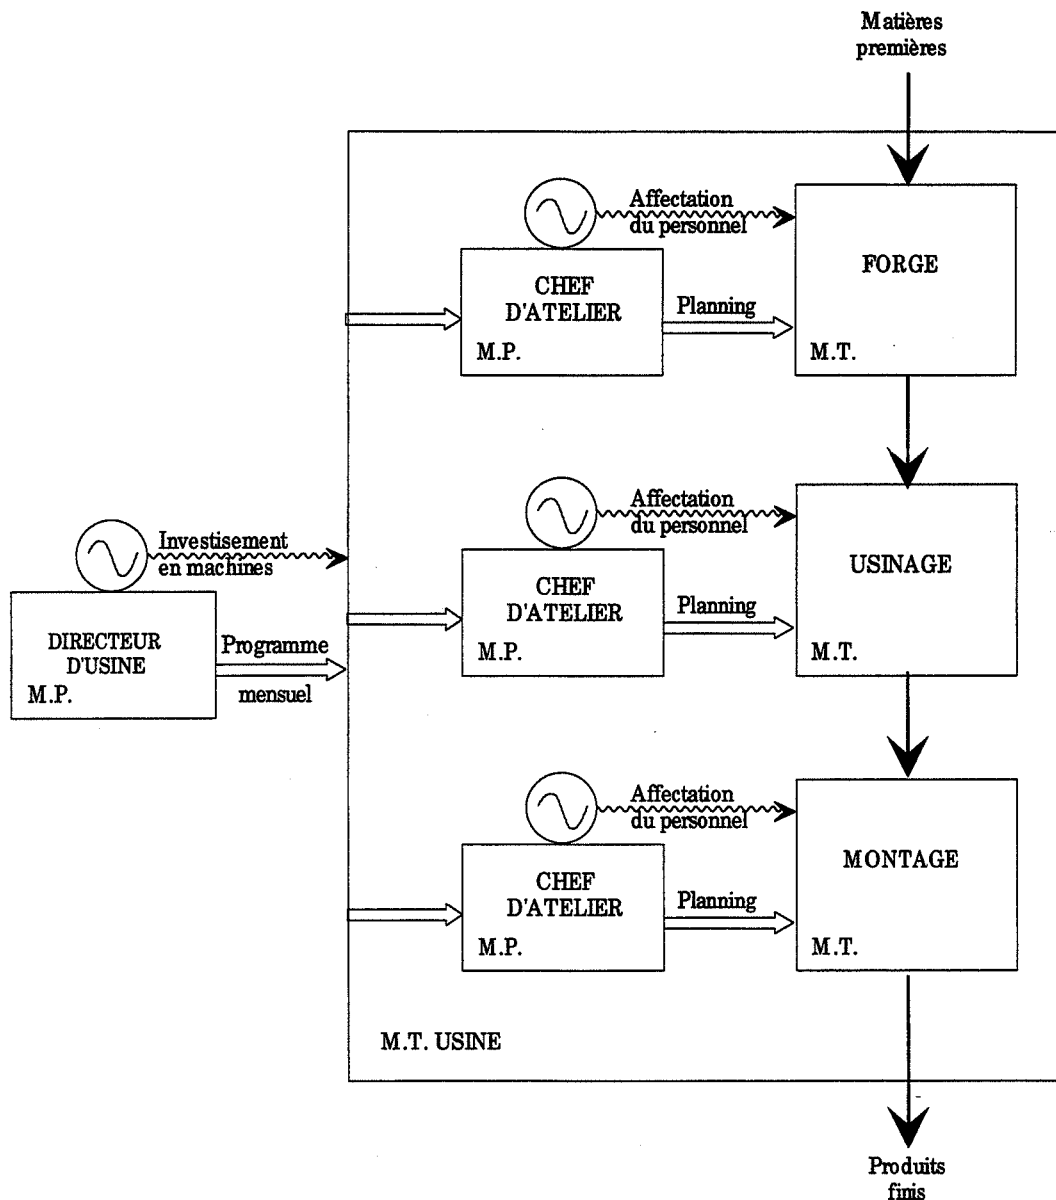 Matières
premières
Affectation
du personnel
CHEF
D'ATELIER
M.P.
Planning
FORGE
M.T.
Affectation
du personnel
CHEF
D'ATELIER
M.P.
Planning
USINAGE
M.T.
Investisement
en machines
DIRECTEUR
D'USINE
M.P.
Programme
mensuel
Affectation
du personnel
CHEF
D'ATELIER
M.P.
Planning
MONTAGE
M.T.
M.T. USINE
Produits
finis